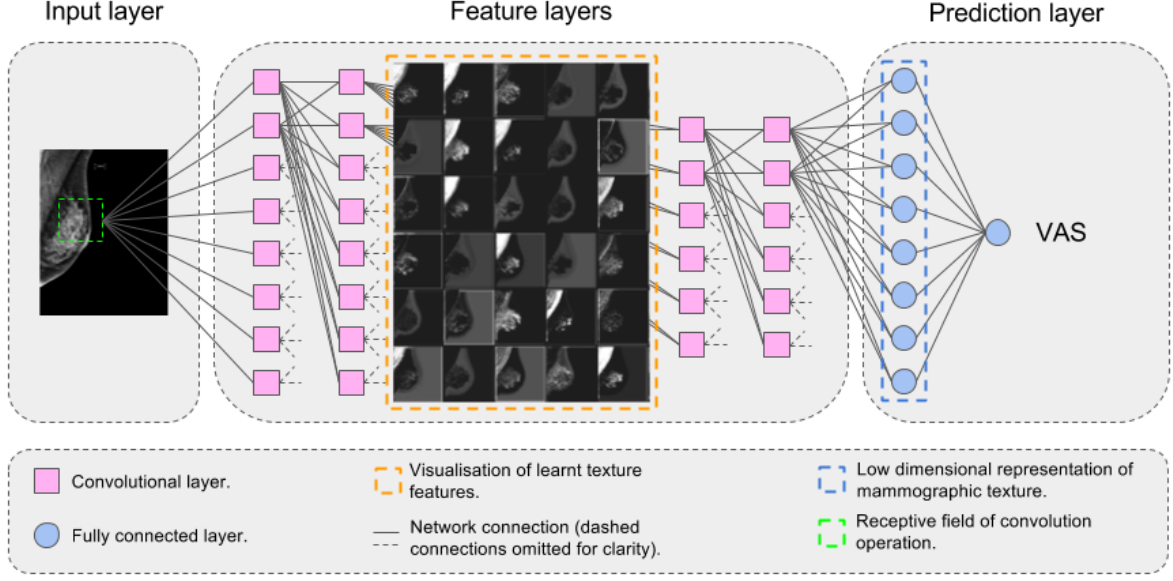 Input layer
Feature layers
Prediction layer
VAS
Convolutional layer.
Fully connected layer.
Visualisation of learnt texture
features.
Network connection (dashed
connections omitted for clarity).
Low dimensional representation of
mammographic texture.
Receptive field of convolution
operation.